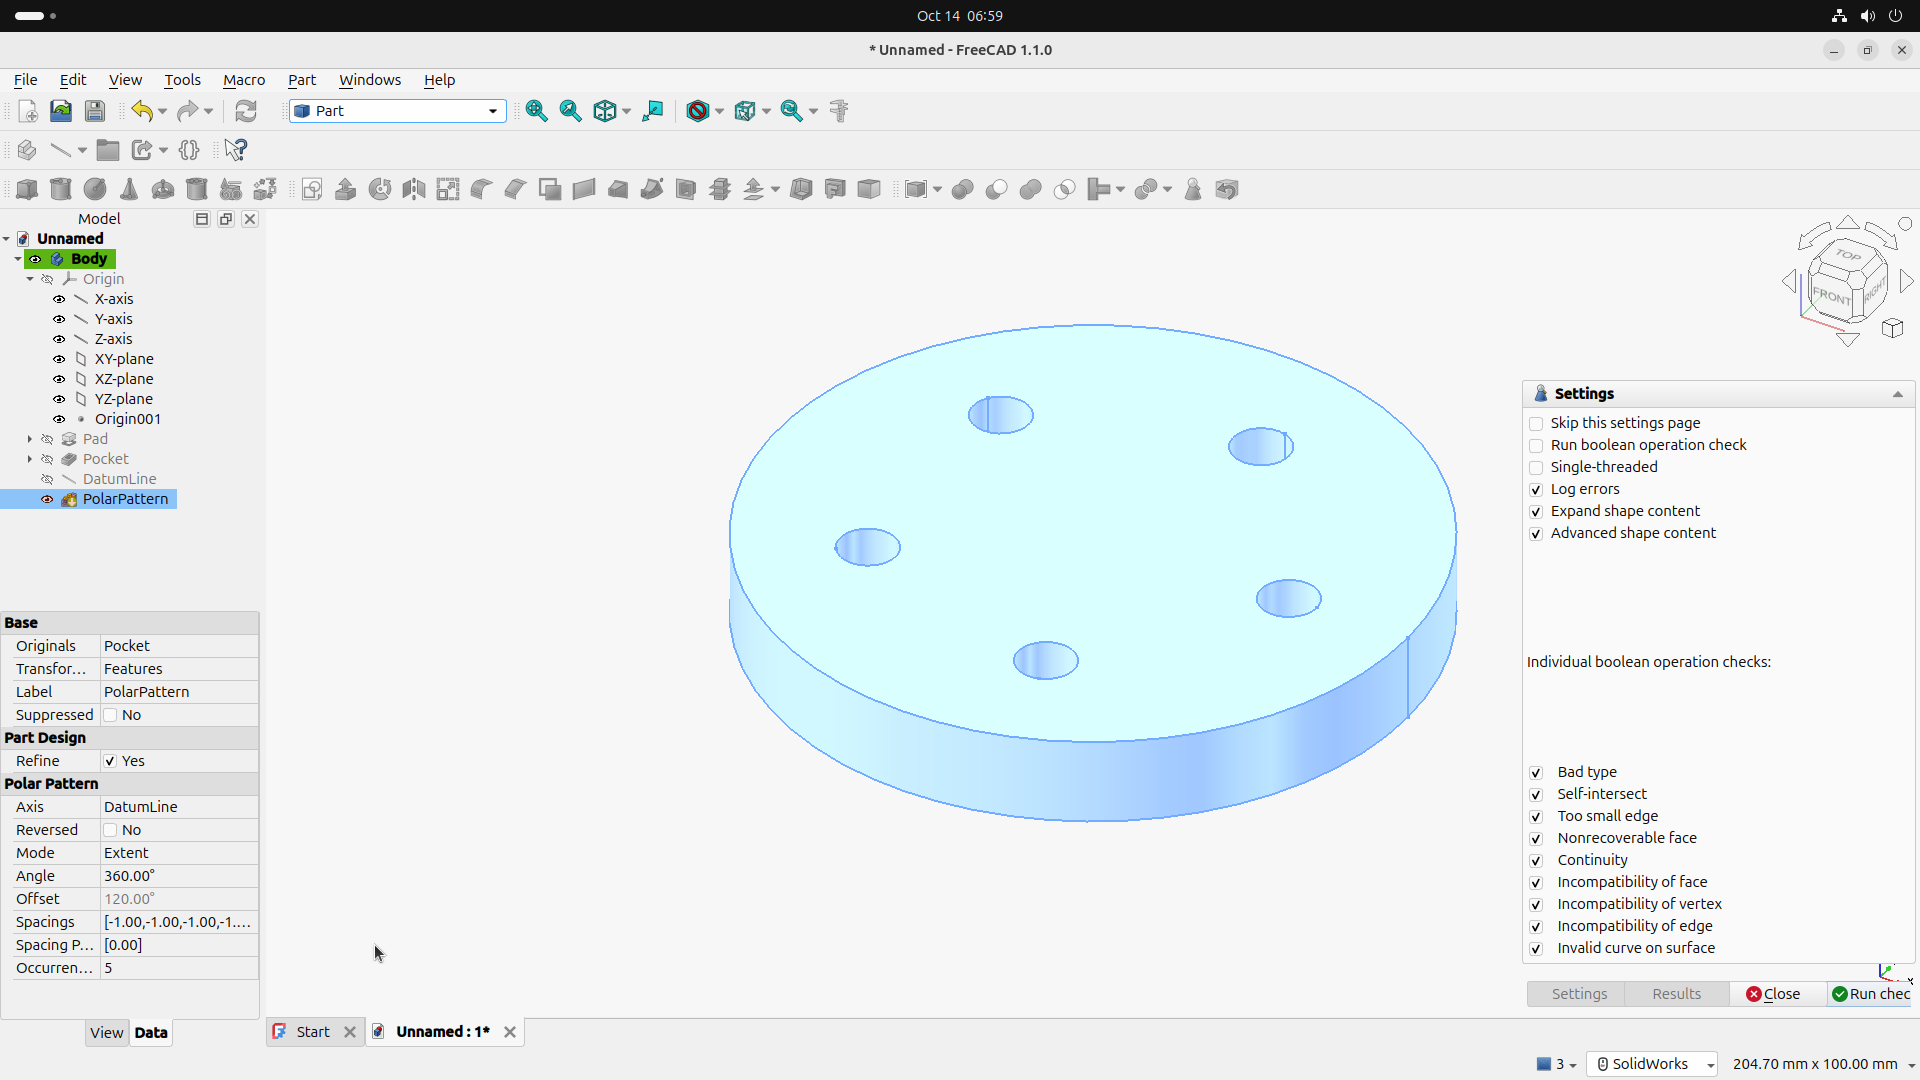 Oct 14 06:59
* Unnamed - FreeCAD 1.1.0
File Edit View Tools Macro Part Windows Help
Part
Model
Unnamed
Body
Origin
X-axis
Y-axis
Z-axis
XY-plane
XZ-plane
YZ-plane
Origin001
Pad
Pocket
DatumLine
PolarPattern
TOP
FRONT
RIGHT
Settings
Skip this settings page
Run boolean operation check
Single-threaded
Log errors
Expand shape content
Advanced shape content
Individual boolean operation checks:
Bad type
Self-intersect
Too small edge
Nonrecoverable face
Continuity
Incompatibility of face
Incompatibility of vertex
Incompatibility of edge
Invalid curve on surface
Settings Results Close Run chec
Base
Originals Pocket
Transfor... Features
Label PolarPattern
Suppressed No
Part Design
Refine Yes
Polar Pattern
Axis DatumLine
Reversed No
Mode Extent
Angle 360.00°
Offset 120.00°
Spacings [-1.00,-1.00,-1.00,-1....
Spacing P... [0.00]
Occurren... 5
View Data
Start Unnamed : 1*
3 SolidWorks 204.70 mm x 100.00 mm